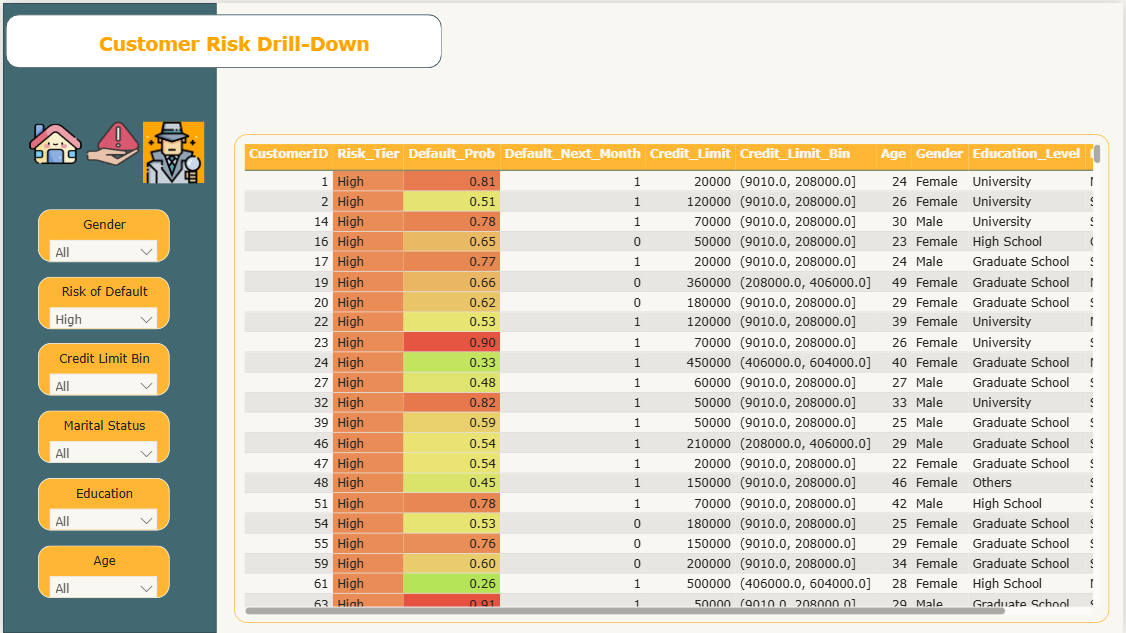 Customer Risk Drill-Down
Gender
All
Risk of Default
High
Credit Limit Bin
All
Marital Status
All
Education
All
Age
All
CustomerID Risk_Tier Default_Prob Default_Next_Month Credit_Limit Credit_Limit_Bin Age Gender Education_Level
1 High 0.81 1 20000 (9010.0, 208000.0] 24 Female University
2 High 0.51 1 120000 (9010.0, 208000.0] 26 Female University
14 High 0.78 1 70000 (9010.0, 208000.0] 30 Male University
16 High 0.65 0 50000 (9010.0, 208000.0] 23 Female High School
17 High 0.77 1 20000 (9010.0, 208000.0] 24 Male Graduate School
19 High 0.66 0 360000 (208000.0, 406000.0] 49 Female Graduate School
20 High 0.62 0 180000 (9010.0, 208000.0] 29 Female Graduate School
22 High 0.53 1 120000 (9010.0, 208000.0] 39 Female University
23 High 0.90 1 70000 (9010.0, 208000.0] 26 Female University
24 High 0.33 1 450000 (406000.0, 604000.0] 40 Female Graduate School
27 High 0.48 1 60000 (9010.0, 208000.0] 27 Male Graduate School
32 High 0.82 1 50000 (9010.0, 208000.0] 33 Male University
39 High 0.59 1 50000 (9010.0, 208000.0] 25 Male Graduate School
46 High 0.54 1 210000 (208000.0, 406000.0] 29 Male Graduate School
47 High 0.54 1 20000 (9010.0, 208000.0] 22 Female Graduate School
48 High 0.45 1 150000 (9010.0, 208000.0] 46 Female Others
51 High 0.78 1 70000 (9010.0, 208000.0] 42 Male High School
54 High 0.53 0 180000 (9010.0, 208000.0] 25 Female Graduate School
55 High 0.76 0 150000 (9010.0, 208000.0] 29 Female Graduate School
59 High 0.60 0 200000 (9010.0, 208000.0] 34 Female Graduate School
61 High 0.26 1 500000 (406000.0, 604000.0] 28 Female High School
63 High 0.91 1 50000 (9010.0, 208000.0] 29 Male Graduate School